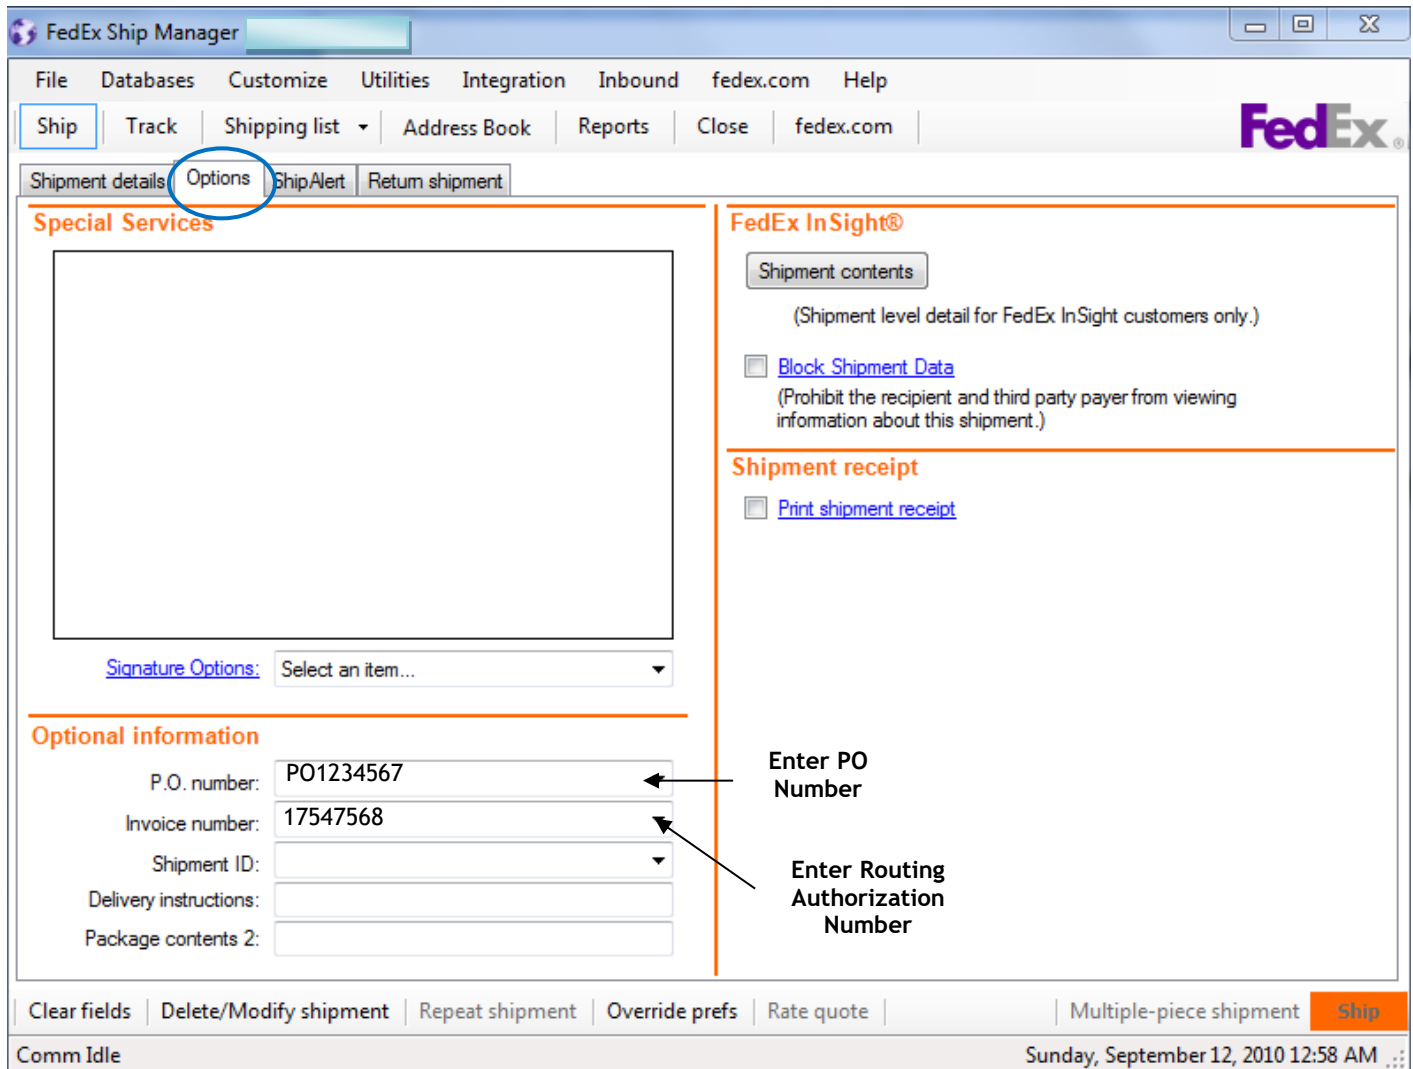 FedEx Ship Manager
File Databases Customize Utilities Integration Inbound fedex.com Help
Ship Track Shipping list Address Book Reports Close fedex.com
FedEx®
Shipment details Options ShipAlert Return shipment
Special Services
Signature Options: Select an item...
Optional information
P.O. number: PO1234567
Invoice number: 17547568
Shipment ID:
Delivery instructions:
Package contents 2:
FedEx InSight®
Shipment contents
(Shipment level detail for FedEx InSight customers only.)
Block Shipment Data
(Prohibit the recipient and third party payer from viewing
information about this shipment.)
Shipment receipt
Print shipment receipt
Enter PO
Number
Enter Routing
Authorization
Number
Clear fields Delete/Modify shipment Repeat shipment Override prefs Rate quote Multiple-piece shipment Ship
Comm Idle Sunday, September 12, 2010 12:58 AM